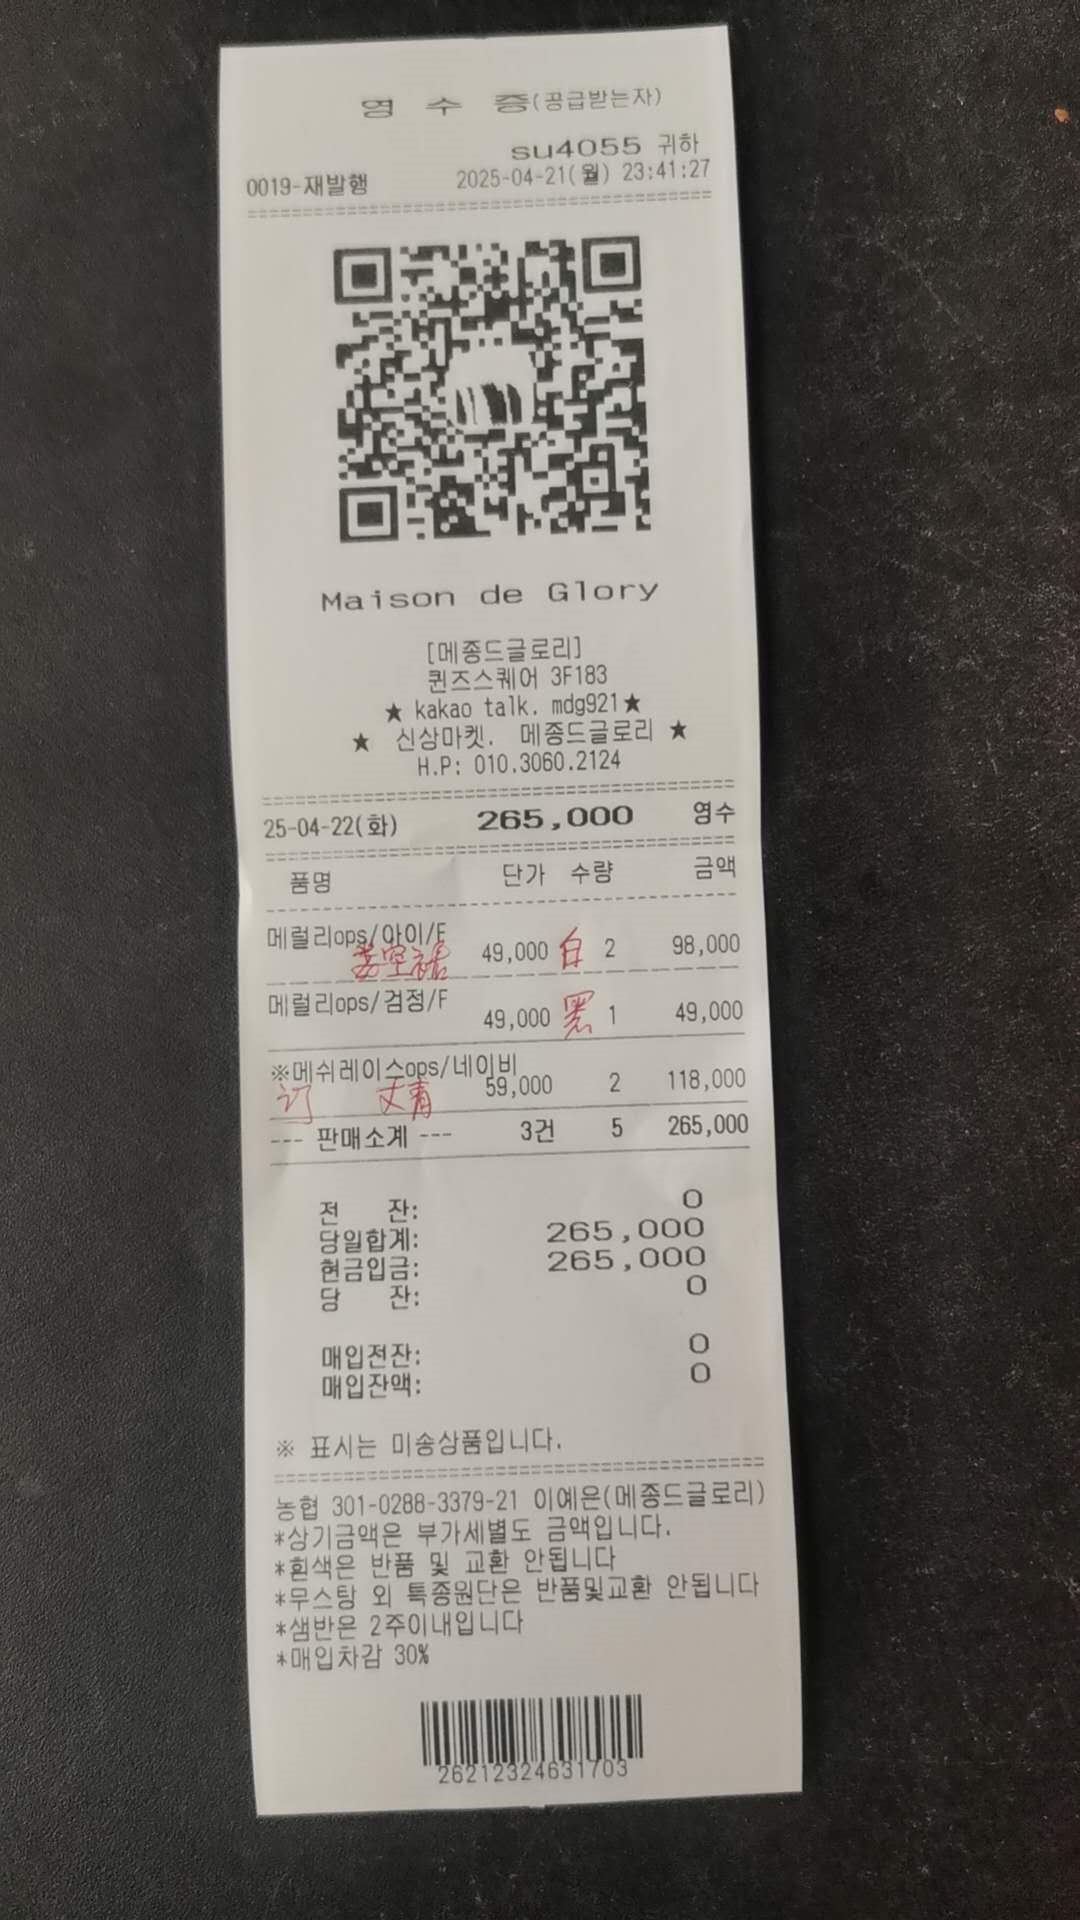 영 수 증(공급받는자)
su4055 귀하
0019-재발행 2025-04-21(월) 23:41:27
Maison de Glory
[메종드글로리]
퀸즈스퀘어 3F183
★ kakao talk. mdg921★
★ 신상마켓. 메종드글로리 ★
H.P: 010.3060.2124
25-04-22(화) 265,000 영수
품명 단가 수량 금액
메럴리ops/아이/F
49,000 白 2 98,000
메럴리ops/검정/F
49,000 黑 1 49,000
※메쉬레이스ops/네이비
订 59,000 2 118,000
--- 판매소계 --- 3건 5 265,000
전 잔: 0
당일합계: 265,000
현금입금: 265,000
당 잔: 0
매입전잔: 0
매입잔액: 0
※ 표시는 미송상품입니다.
농협 301-0288-3379-21 이예은(메종드글로리)
*상기금액은 부가세별도 금액입니다.
*흰색은 반품 및 교환 안됩니다
*무스탕 외 특종원단은 반품및교환 안됩니다
*샘반은 2주이내입니다
*매입차감 30%
26212324631703